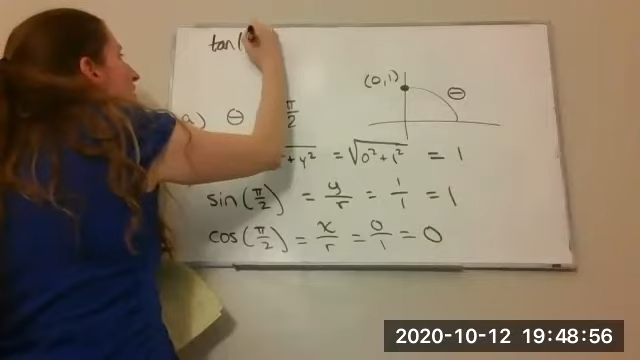 tan(
(0,1)
θ
a) θ π/2
+ y² = √0² + 1² = 1
sin(π/2) = y/r = 1/1 = 1
cos(π/2) = x/r = 0/1 = 0
2020-10-12 19:48:56